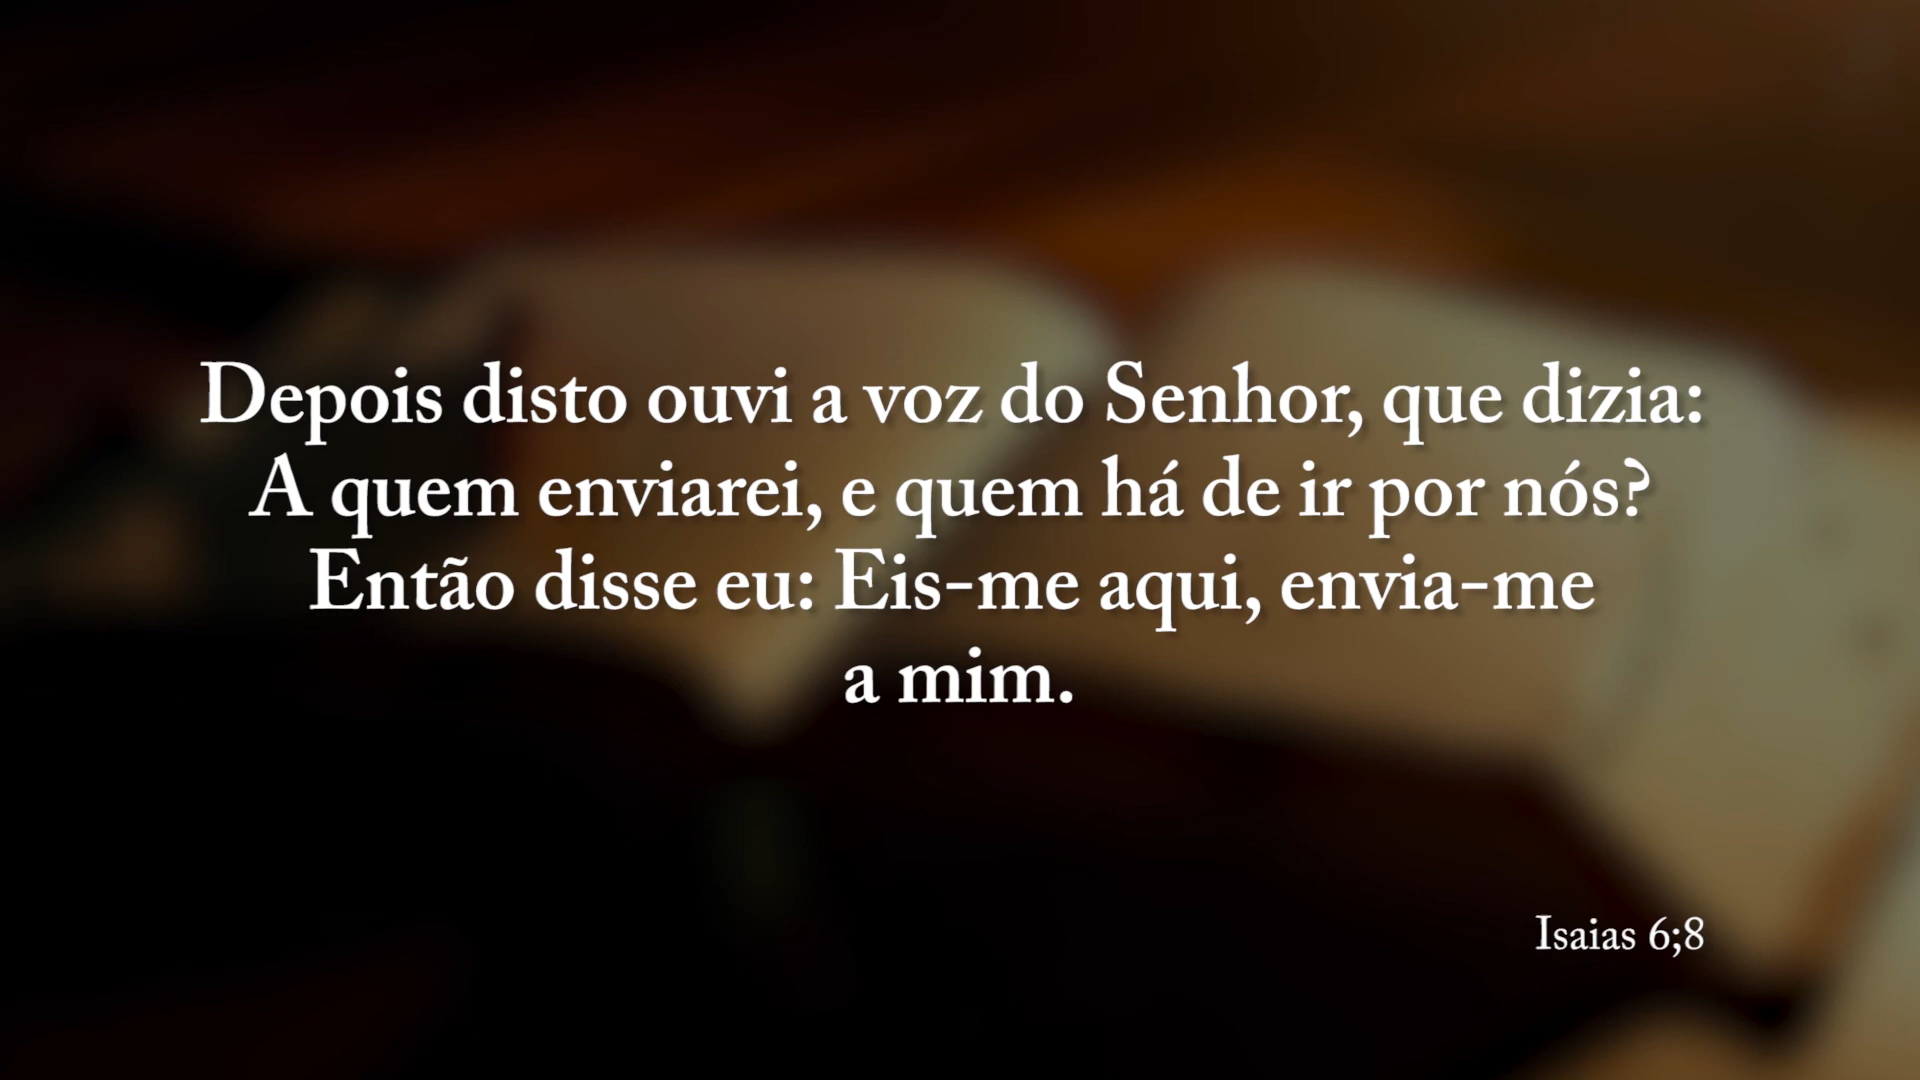 Depois disto ouvi a voz do Senhor, que dizia:
A quem enviarei, e quem há de ir por nós?
Então disse eu: Eis-me aqui, envia-me
a mim.
Isaias 6;8